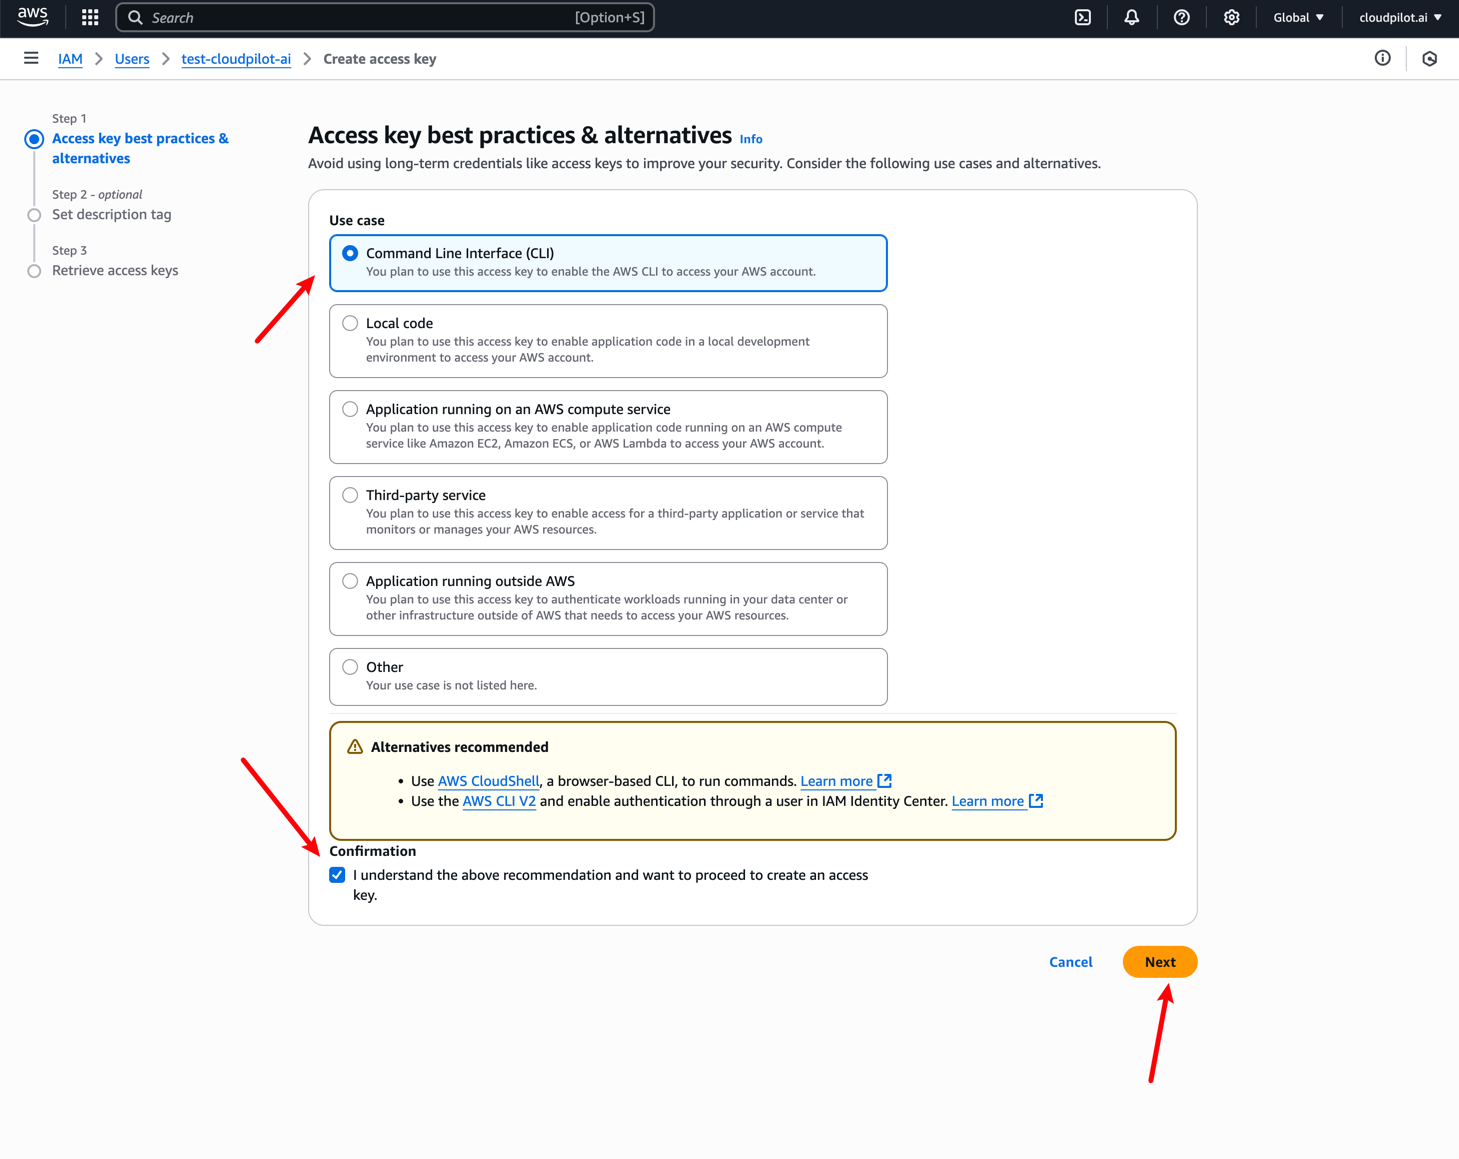 aws
Search
[Option+S]
Global ▼
cloudpilot.ai ▼
IAM > Users > test-cloudpilot-ai > Create access key
Step 1
Access key best practices &
alternatives
Step 2 - optional
Set description tag
Step 3
Retrieve access keys
Access key best practices & alternatives Info
Avoid using long-term credentials like access keys to improve your security. Consider the following use cases and alternatives.
Use case
Command Line Interface (CLI)
You plan to use this access key to enable the AWS CLI to access your AWS account.
Local code
You plan to use this access key to enable application code in a local development
environment to access your AWS account.
Application running on an AWS compute service
You plan to use this access key to enable application code running on an AWS compute
service like Amazon EC2, Amazon ECS, or AWS Lambda to access your AWS account.
Third-party service
You plan to use this access key to enable access for a third-party application or service that
monitors or manages your AWS resources.
Application running outside AWS
You plan to use this access key to authenticate workloads running in your data center or
other infrastructure outside of AWS that needs to access your AWS resources.
Other
Your use case is not listed here.
Alternatives recommended
• Use AWS CloudShell, a browser-based CLI, to run commands. Learn more
• Use the AWS CLI V2 and enable authentication through a user in IAM Identity Center. Learn more
Confirmation
I understand the above recommendation and want to proceed to create an access
key.
Cancel
Next